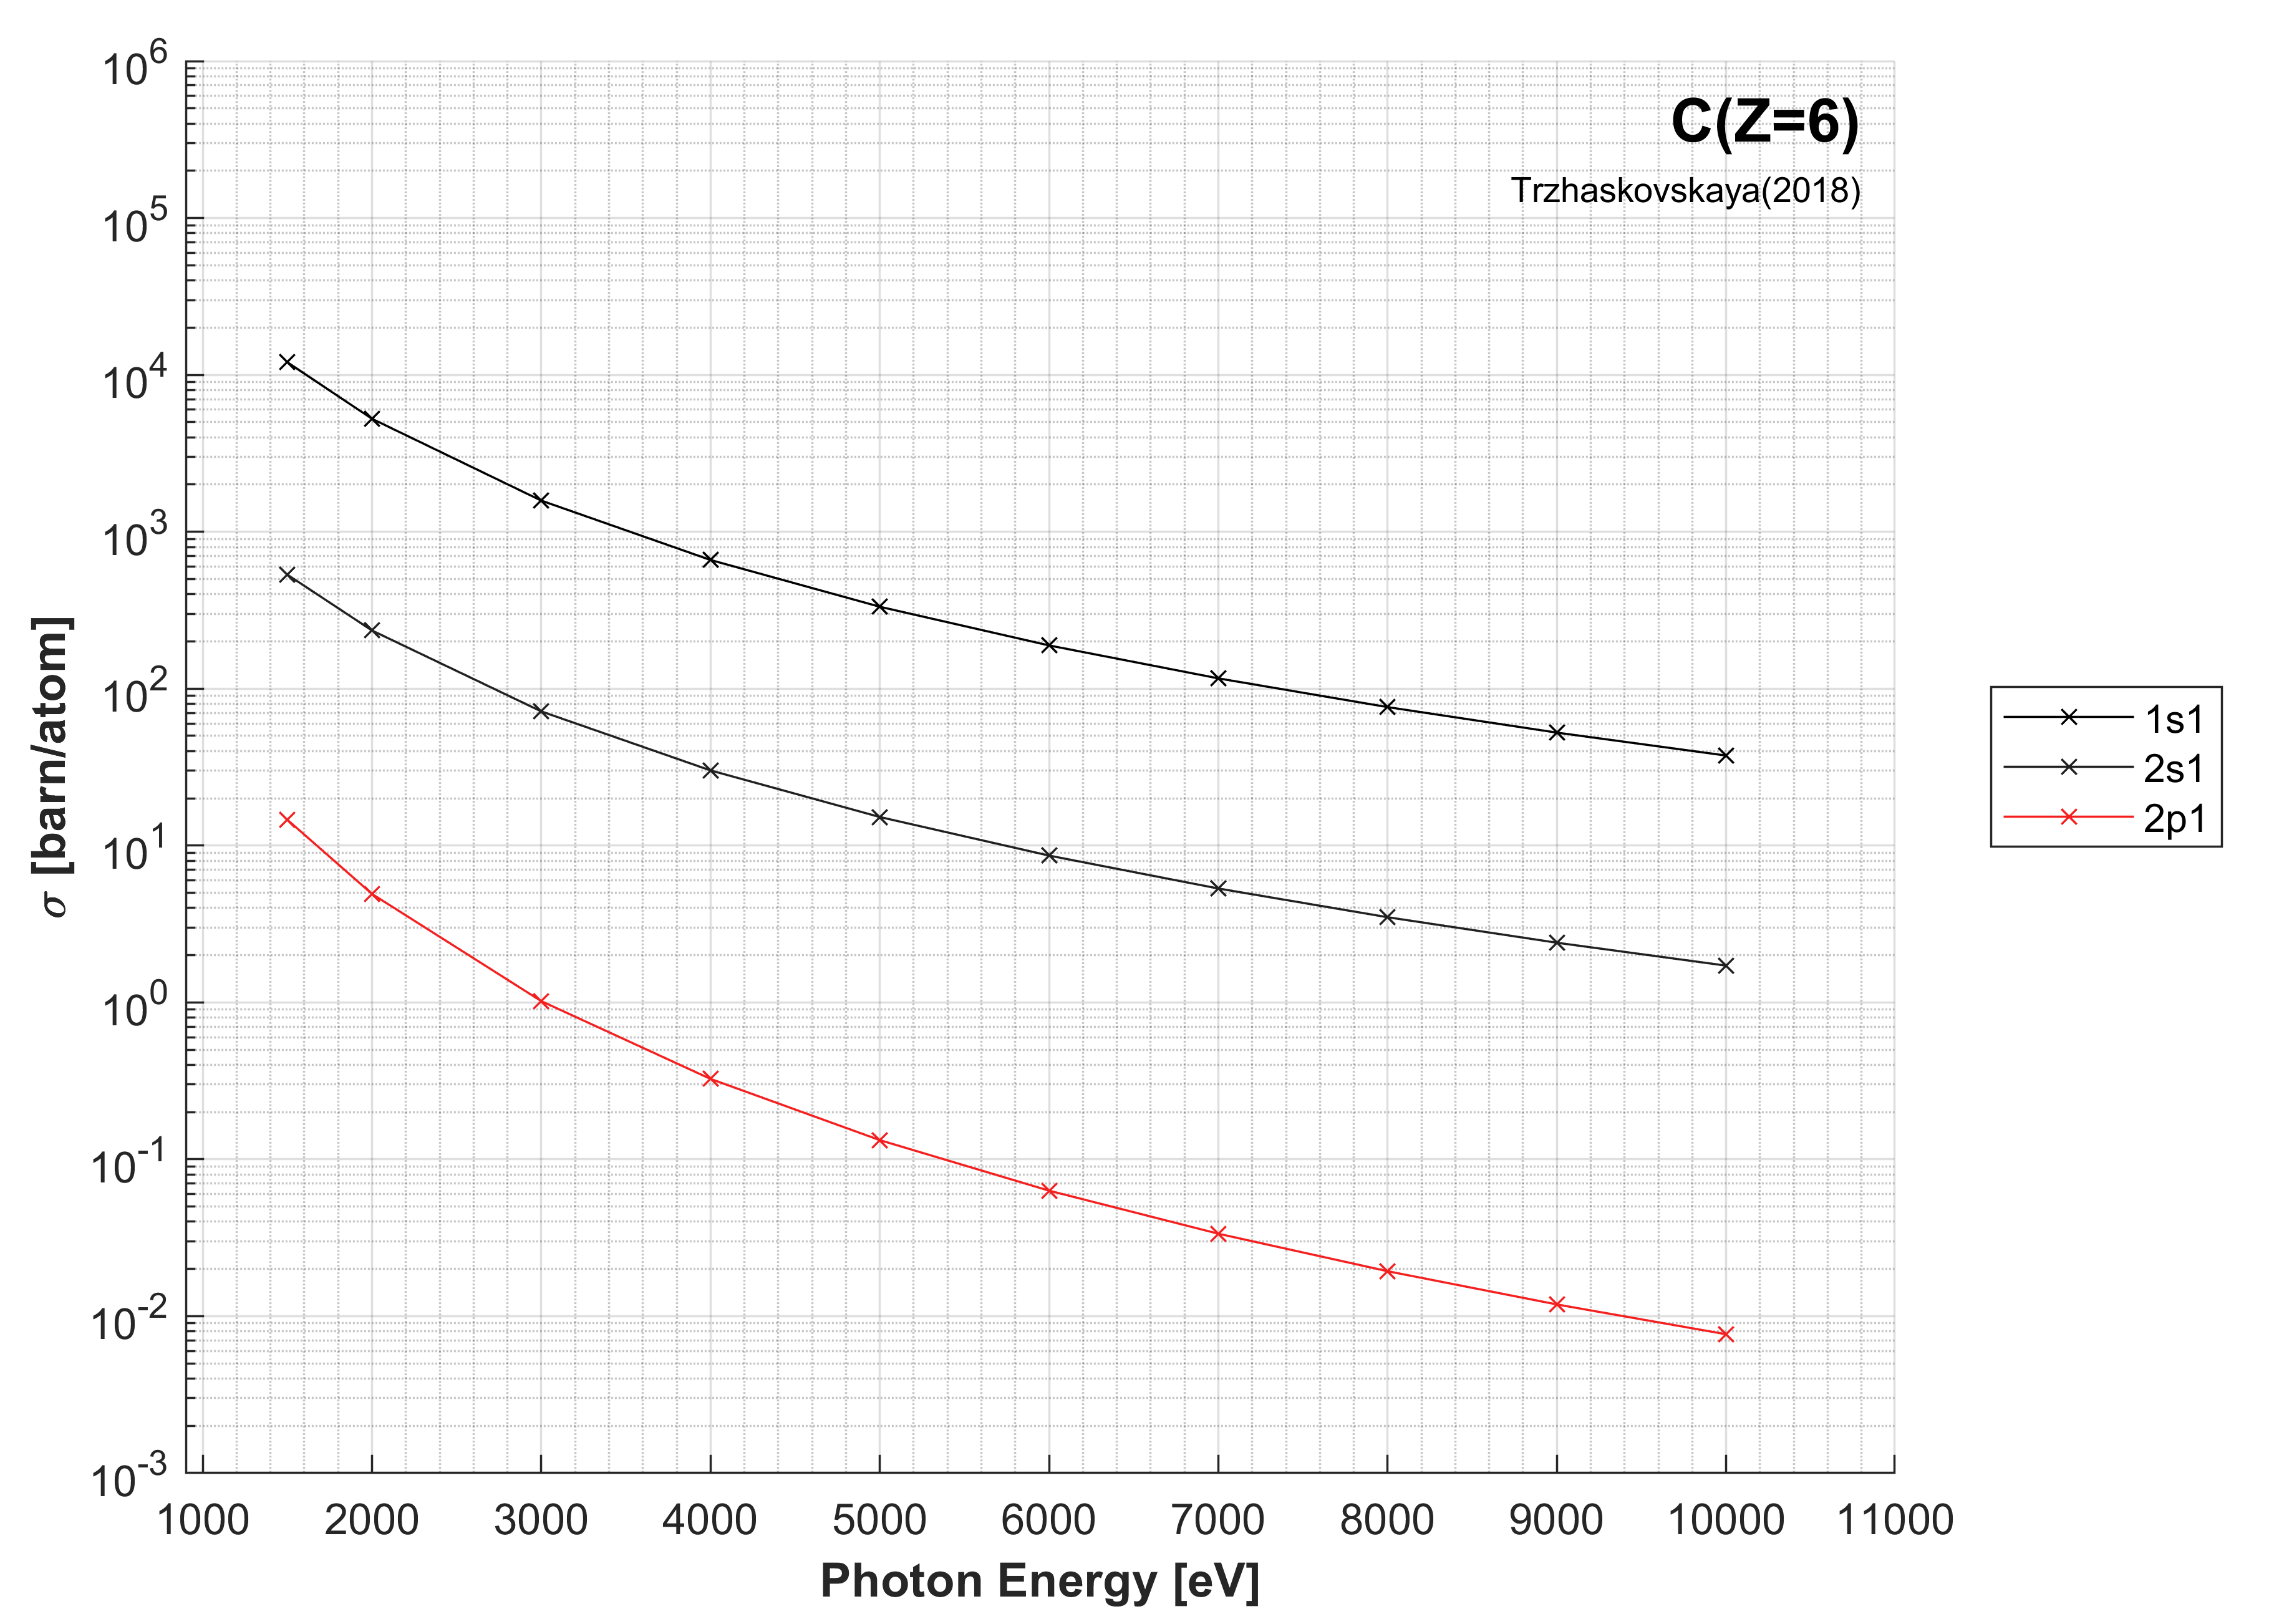 C(Z=6)
Trzhaskovskaya(2018)
10^6
10^5
10^4
10^3
10^2
10^1
10^0
10^-1
10^-2
10^-3
σ [barn/atom]
1s1
2s1
2p1
1000 2000 3000 4000 5000 6000 7000 8000 9000 10000 11000
Photon Energy [eV]